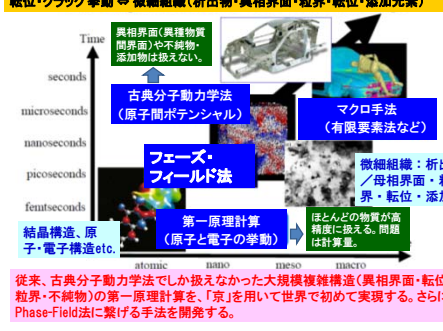 転位・クラック挙動 ⇔ 微細組織(析出物・異相界面・粒界・転位・添加元素)
Time
異相界面(異種物質
間界面)や不純物・
添加物は扱えない。
seconds
古典分子動力学法
(原子間ポテンシャル)
マクロ手法
(有限要素法など)
microseconds
nanoseconds
フェーズ・
フィールド法
picoseconds
微細組織:析出
/母相界面・粒
界・転位・添加
femtseconds
結晶構造、原
子・電子構造etc.
第一原理計算
(原子と電子の挙動)
ほとんどの物質が高
精度に扱える。問題
は計算量。
atomic nano meso macro
従来、古典分子動力学法でしか扱えなかった大規模複雑構造(異相界面・転位
粒界・不純物)の第一原理計算を、「京」を用いて世界で初めて実現する。さらに
Phase-Field法に繋げる手法を開発する。